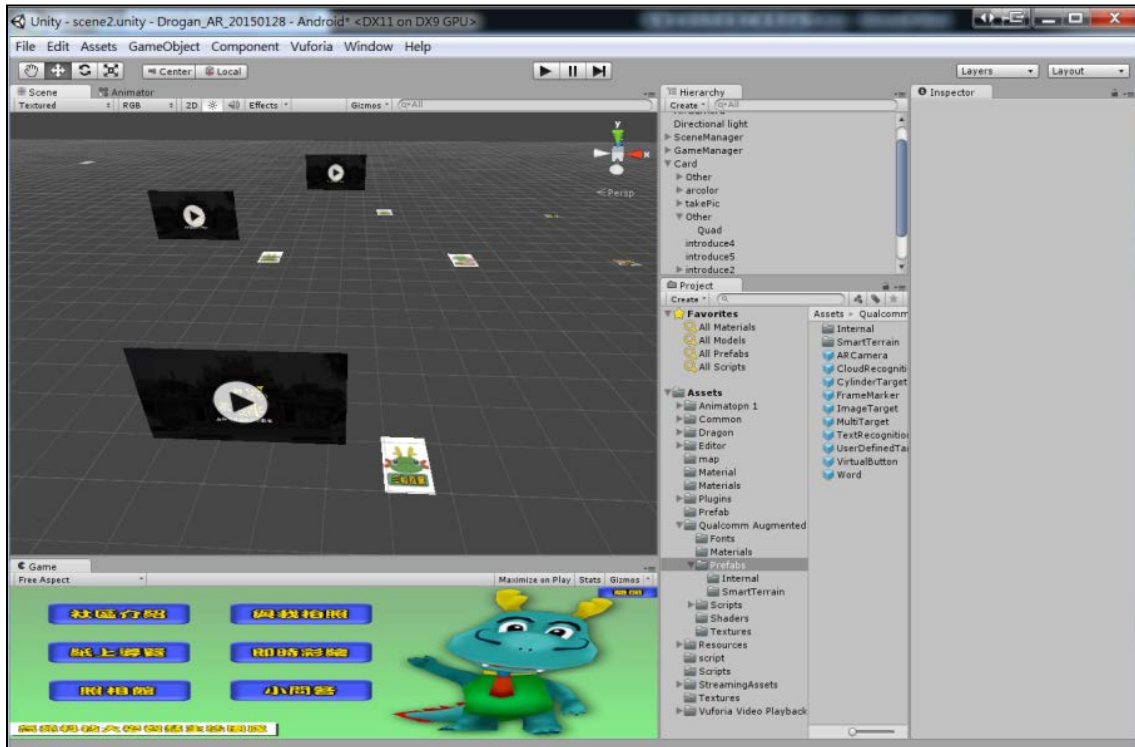 Unity - scene2.unity - Drogan_AR_20150128 - Android* <DX11 on DX9 GPU>
File Edit Assets GameObject Component Vuforia Window Help
Center Local
Layers Layout
Scene Animator
Textured RGB 2D Effects Gizmos All
y
x
Persp
Hierarchy
Create All
Directional light
SceneManager
GameManager
Card
Other
arcolor
takePic
Other
Quad
introduce4
introduce5
introduce2
Project
Create
Favorites
All Materials
All Models
All Prefabs
All Scripts
Assets
Animatopn 1
Common
Dragon
Editor
map
Material
Materials
Plugins
Prefab
Qualcomm Augmented
Fonts
Materials
Prefabs
Internal
SmartTerrain
Scripts
Shaders
Textures
Resources
script
Scripts
StreamingAssets
Textures
Vuforia Video Playback
Assets Qualcomm
Internal
SmartTerrain
ARCamera
CloudRecogniti
CylinderTarget
FrameMarker
ImageTarget
MultiTarget
TextRecognition
UserDefinedTa
VirtualButton
Word
Inspector
Game
Free Aspect Maximize on Play Stats Gizmos
社區介紹 與我拍照
紙上導覽 即時彩繪
照相館 小問答